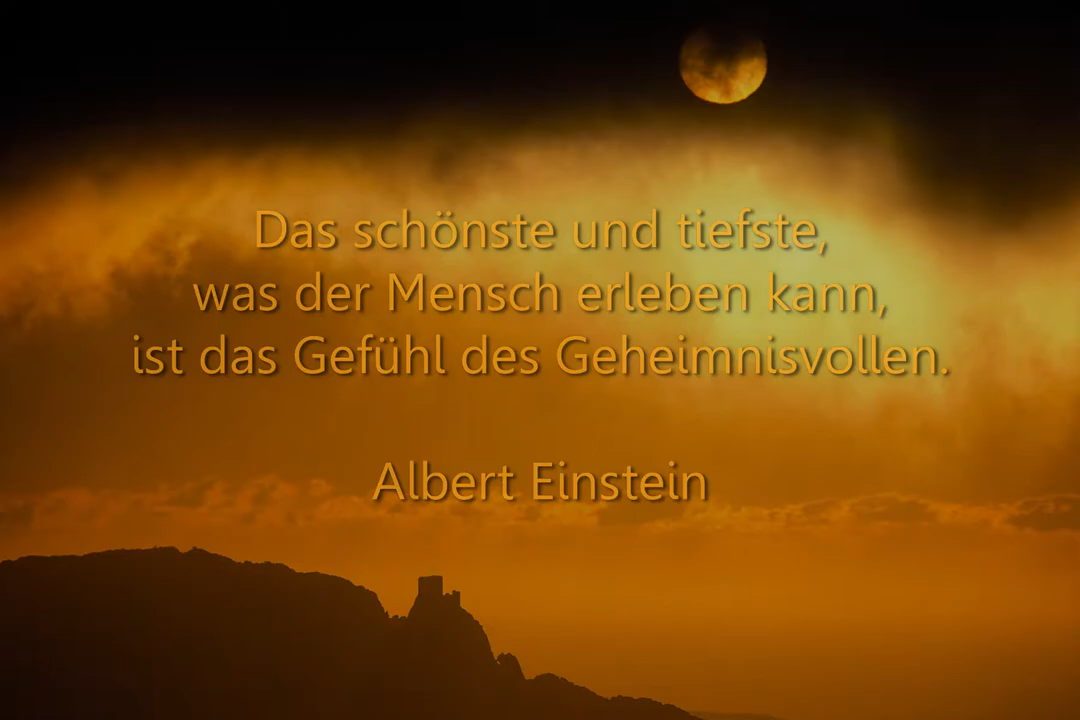 Das schönste und tiefste,
was der Mensch erleben kann,
ist das Gefühl des Geheimnisvollen.
Albert Einstein